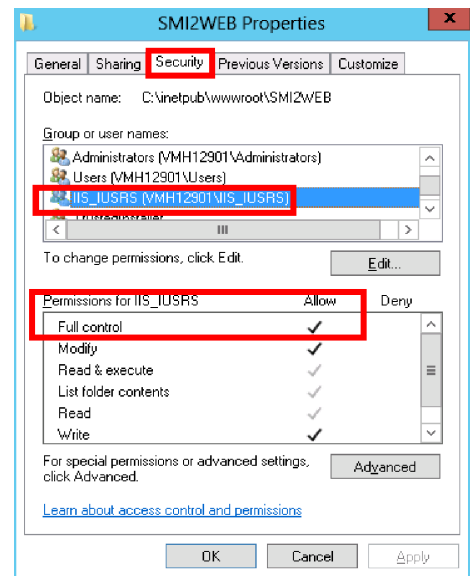 SMI2WEB Properties
x
General Sharing Security Previous Versions Customize
Object name: C:\inetpub\wwwroot\SMI2WEB
Group or user names:
Administrators (VMH12901\Administrators)
Users (VMH12901\Users)
IIS_IUSRS (VMH12901\IIS_IUSRS)
TrustedInstaller
To change permissions, click Edit.
Edit...
Permissions for IIS_IUSRS Allow Deny
Full control
Modify
Read & execute
List folder contents
Read
Write
For special permissions or advanced settings,
click Advanced.
Advanced
Learn about access control and permissions
OK Cancel Apply